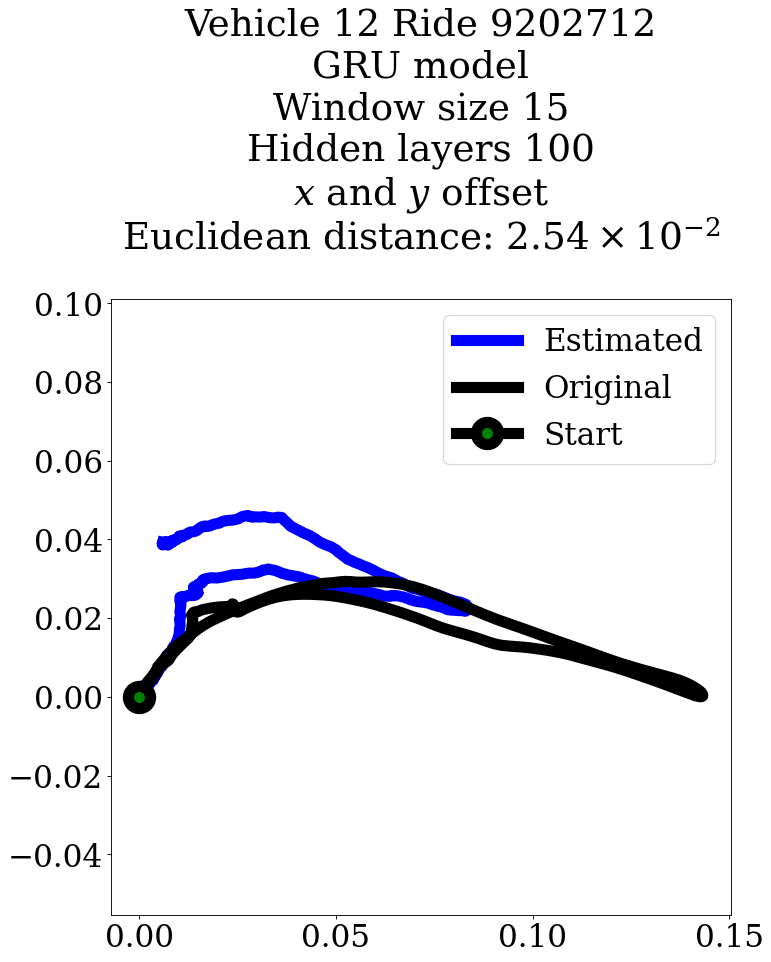 Vehicle 12 Ride 9202712
GRU model
Window size 15
Hidden layers 100
x and y offset
Euclidean distance: 2.54 × 10⁻²
0.10
0.08
0.06
0.04
0.02
0.00
−0.02
−0.04
Estimated
Original
Start
0.00 0.05 0.10 0.15